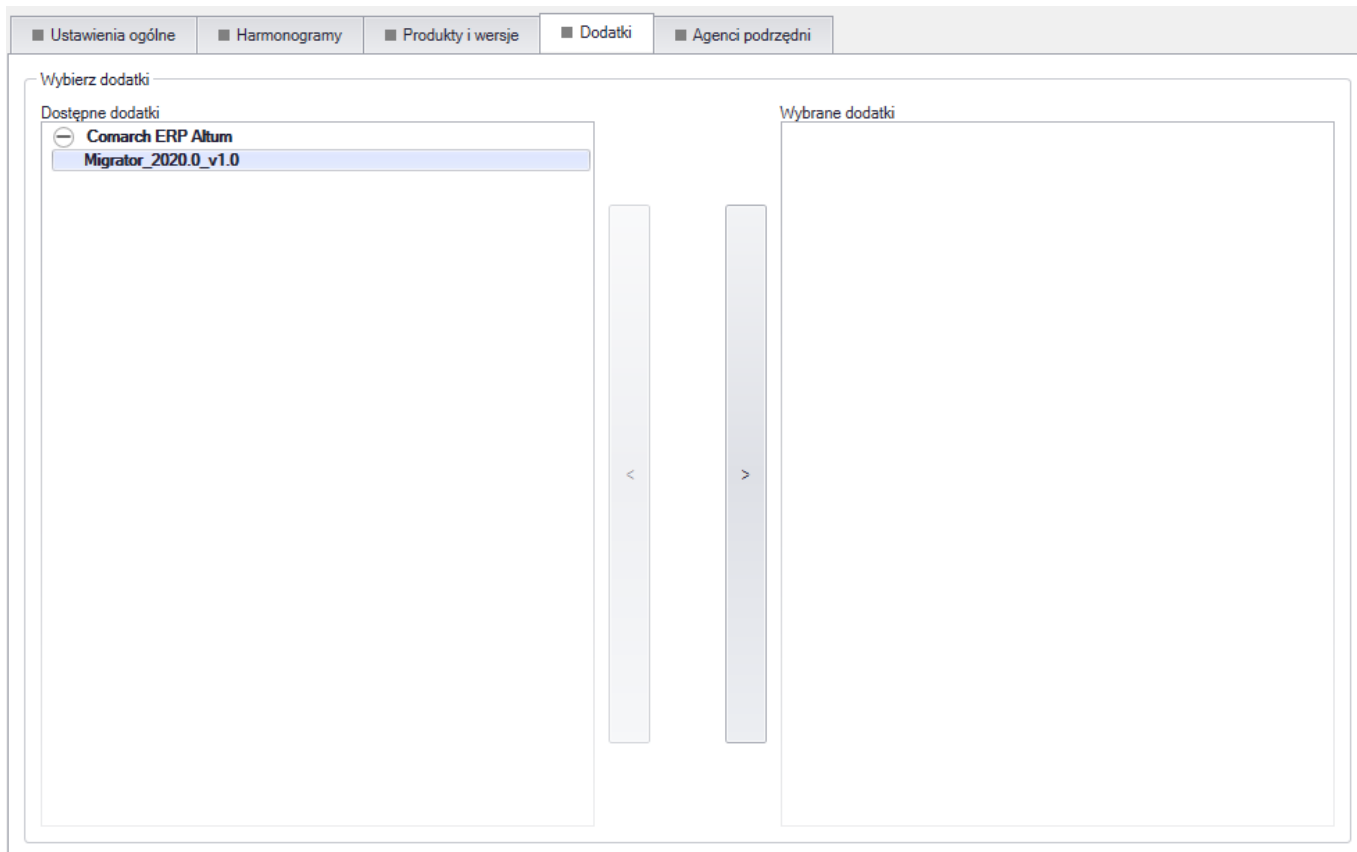 Ustawienia ogólne Harmonogramy Produkty i wersje Dodatki Agenci podrzędni
Wybierz dodatki
Dostępne dodatki Wybrane dodatki
Comarch ERP Altum
Migrator_2020.0_v1.0
< >